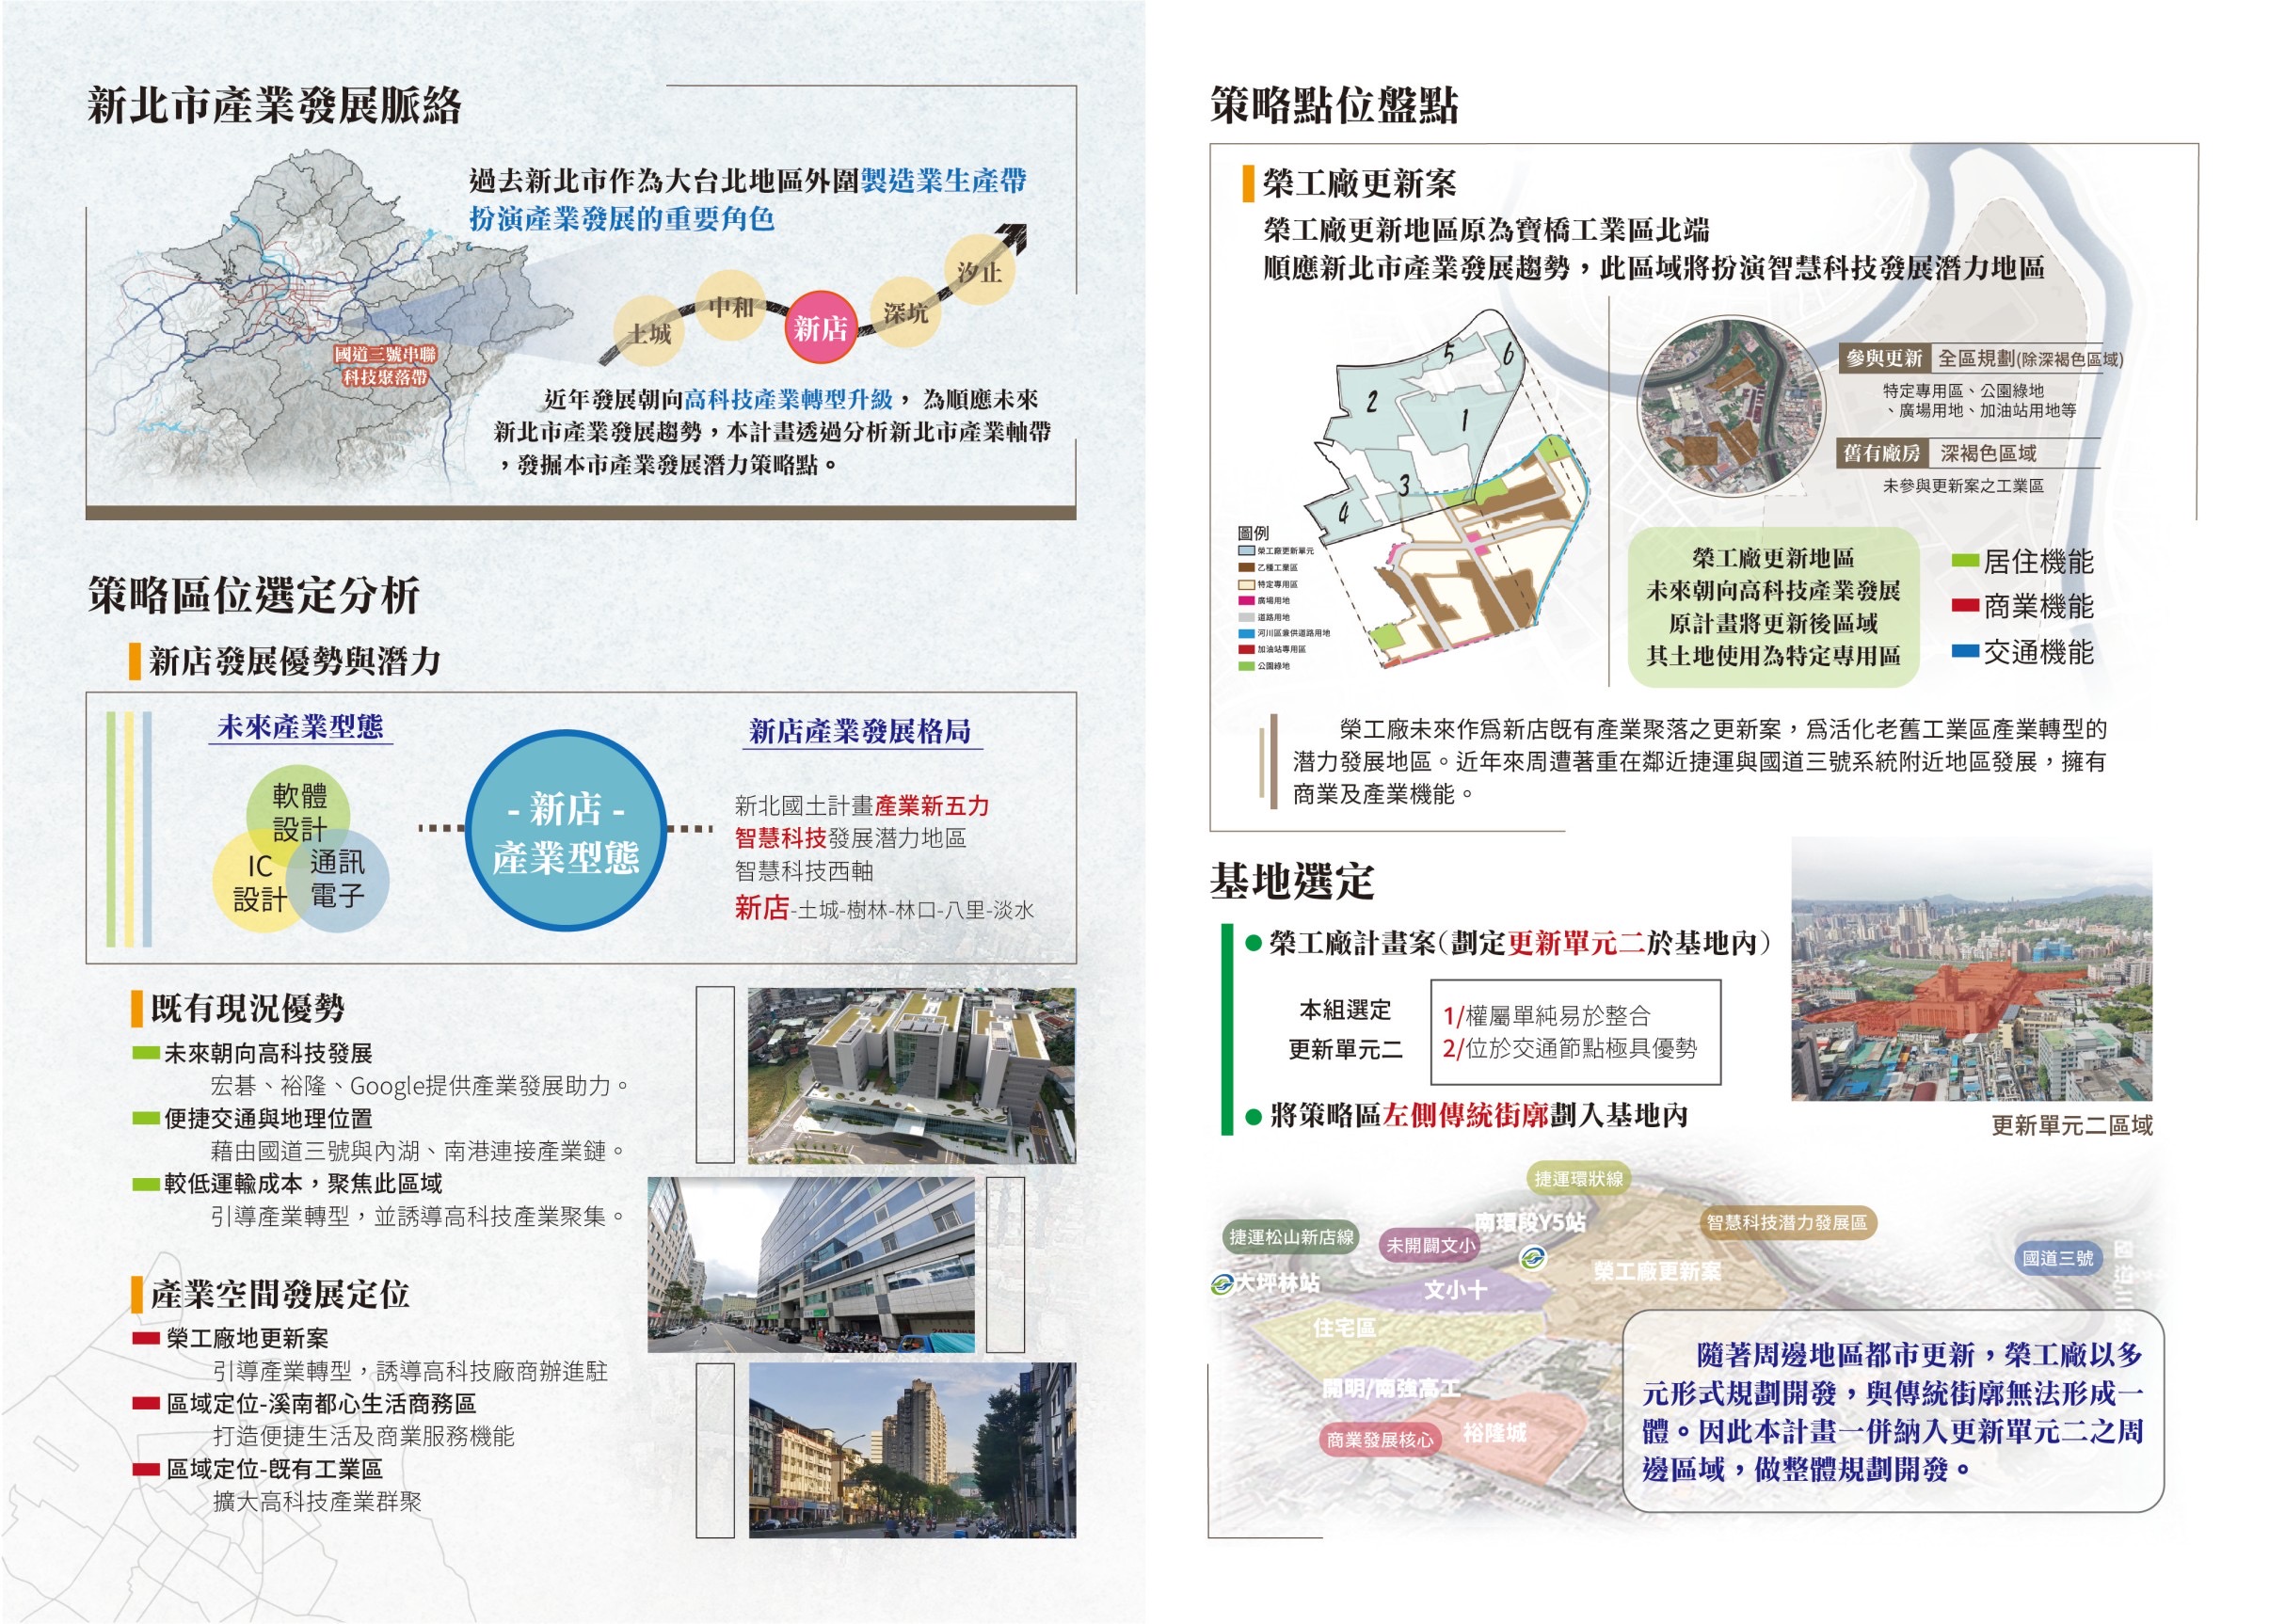 新北市產業發展脈絡
過去新北市作為大台北地區外圍製造業生產帶
扮演產業發展的重要角色
土城
中和
新店
深坑
汐止
國道三號串聯
科技聚落帶
近年發展朝向高科技產業轉型升級，為順應未來
新北市產業發展趨勢，本計畫透過分析新北市產業軸帶
，發掘本市產業發展潛力策略點。
策略區位選定分析
新店發展優勢與潛力
未來產業型態
軟體
設計
IC
設計
通訊
電子
- 新店 -
產業型態
新店產業發展格局
新北國土計畫產業新五力
智慧科技發展潛力地區
智慧科技西軸
新店-土城-樹林-林口-八里-淡水
既有現況優勢
未來朝向高科技發展
宏碁、裕隆、Google提供產業發展助力。
便捷交通與地理位置
藉由國道三號與內湖、南港連接產業鏈。
較低運輸成本，聚焦此區域
引導產業轉型，並誘導高科技產業聚集。
產業空間發展定位
榮工廠地更新案
引導產業轉型，誘導高科技廠商辦進駐
區域定位-溪南都心生活商務區
打造便捷生活及商業服務機能
區域定位-既有工業區
擴大高科技產業群聚
策略點位盤點
榮工廠更新案
榮工廠更新地區原為寶橋工業區北端
順應新北市產業發展趨勢，此區域將扮演智慧科技發展潛力地區
5
6
2
1
3
4
圖例
榮工廠更新單元
乙種工業區
特定專用區
廣場用地
道路用地
河川區兼供道路用地
加油站專用區
公園綠地
參與更新 全區規劃(除深褐色區域)
特定專用區、公園綠地
、廣場用地、加油站用地等
舊有廠房 深褐色區域
未參與更新案之工業區
榮工廠更新地區
未來朝向高科技產業發展
原計畫將更新後區域
其土地使用為特定專用區
居住機能
商業機能
交通機能
榮工廠未來作爲新店旣有產業聚落之更新案，爲活化老舊工業區產業轉型的
潛力發展地區。近年來周遭著重在鄰近捷運與國道三號系統附近地區發展，擁有
商業及產業機能。
基地選定
榮工廠計畫案(劃定更新單元二於基地內)
本組選定
更新單元二
1/權屬單純易於整合
2/位於交通節點極具優勢
將策略區左側傳統街廓劃入基地內
更新單元二區域
捷運環狀線
南環段Y5站
智慧科技潛力發展區
捷運松山新店線
未開闢文小
國道三號
國道三
大坪林站
文小十
榮工廠更新案
住宅區
開明/南強高工
商業發展核心
裕隆城
隨著周邊地區都市更新，榮工廠以多
元形式規劃開發，與傳統街廓無法形成一
體。因此本計畫一併納入更新單元二之周
邊區域，做整體規劃開發。